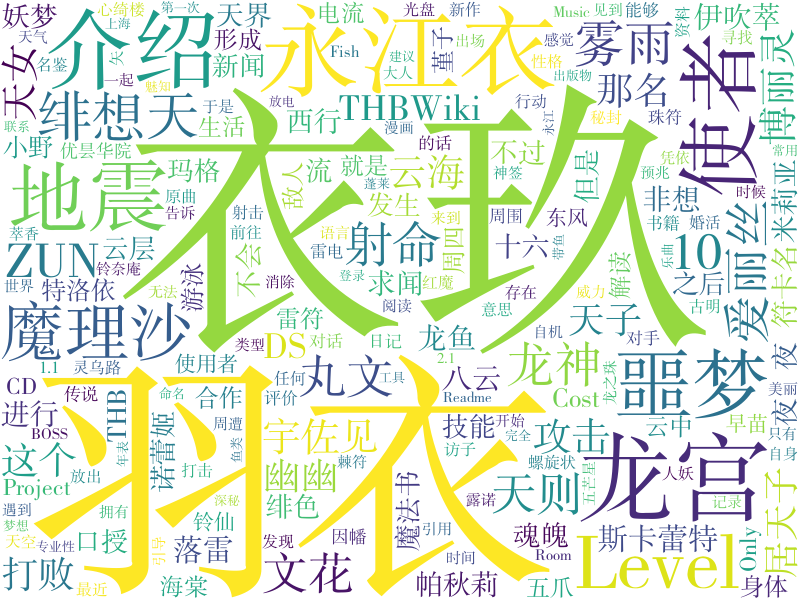 妖梦
天界
电流
光盘
新作
Music
见到
能够
心绮楼
第一次
上海
天气
名鉴
矢
一起
形成
Fish
董子
建议
大人
出场
感觉
性格
资料
寻找
伊吹萃
天女
介绍
永江衣
雾雨
那名
使者
博丽灵
新闻
魅知
放电
行动
出版物
永江
联系
绯想天
于是
生活
THBWiki
西行
漫画
珠符
秘封
凭依
常用
小野
优昙华院
的话
神签
预兆
地震
玛格
流
就是
敌人
云海
不过
但是
非想
米莉亚
原曲
蓬莱
发生
周围
东风
时候
告诉
射击
前往
语言
来到
带鱼
书籍
婚活
萃香
衣玖
ZUN
云层
铃奈庵
雷电
射命
周四
十六
10
爱丽丝
符卡名
不会
登录
红魔
求闻
解读
之后
乐曲
世界
特洛依
游泳
消除
阅读
意思
存在
古明
无法
威力
自机
对手
魔理沙
雷符
龙鱼
天子
噩梦
夜
夜
类型
对话
日记
2.1
1.1
灵乌路
使用者
DS
龙神
龙之珠
美丽
任何
工具
丸文
八云
Cost
云中
早苗
只有
自身
CD
传说
命名
合作
评价
Readme
开始
完全
进行
THB
诺蕾姬
宇佐见
技能
攻击
龙宫
居天子
BOSS
周遭
鱼类
访子
螺旋状
五芒星
人妖
这个
年表
放出
打击
棘符
幽幽
天则
羽衣
Project
深秘
露诺
记录
遇到
拥有
铃仙
绯色
魔法书
斯卡蕾特
Only
梦想
口授
因幡
引用
魂魄
天空
专业性
引导
发现
时间
Room
打败
最近
海棠
落雷
文花
帕秋莉
五爪
Level
身体